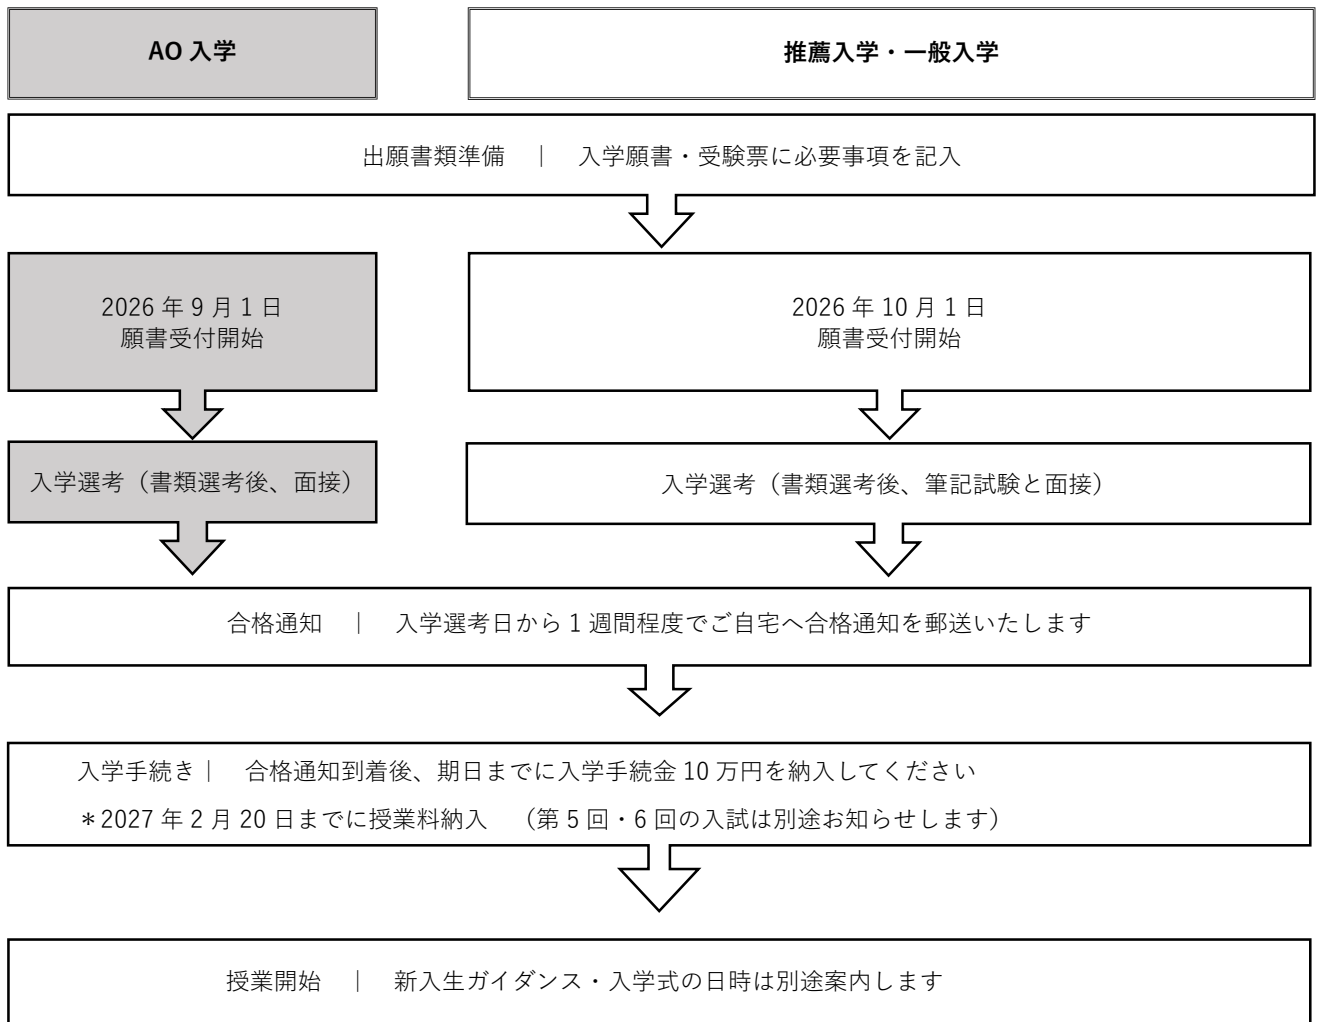 AO 入学
推薦入学・一般入学
出願書類準備 | 入学願書・受験票に必要事項を記入
2026 年 9 月 1 日
願書受付開始
2026 年 10 月 1 日
願書受付開始
入学選考（書類選考後、面接）
入学選考（書類選考後、筆記試験と面接）
合格通知 | 入学選考日から 1 週間程度でご自宅へ合格通知を郵送いたします
入学手続き | 合格通知到着後、期日までに入学手続金 10 万円を納入してください
＊2027 年 2 月 20 日までに授業料納入 （第 5 回・6 回の入試は別途お知らせします）
授業開始 | 新入生ガイダンス・入学式の日時は別途案内します